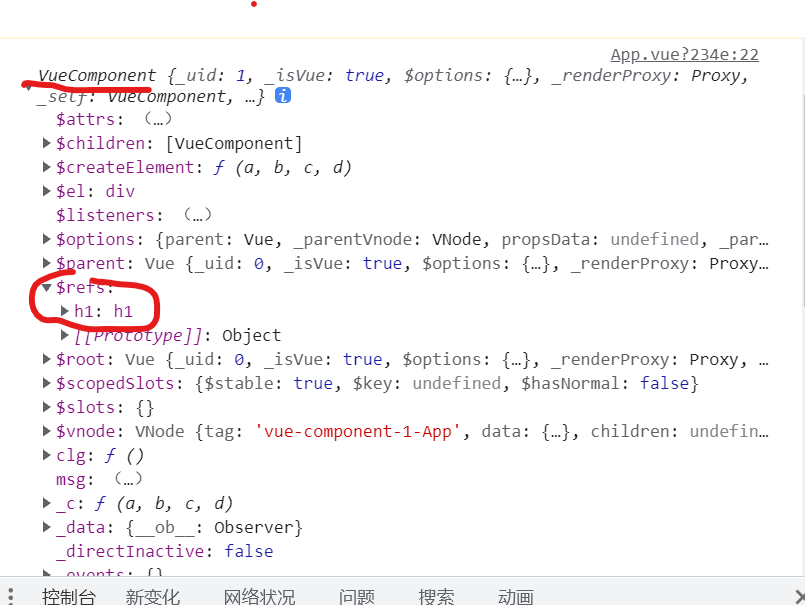 App.vue?234e:22
VueComponent {_uid: 1, _isVue: true, $options: {…}, _renderProxy: Proxy,
_self: VueComponent, …} i
$attrs: (…)
$children: [VueComponent]
$createElement: ƒ (a, b, c, d)
$el: div
$listeners: (…)
$options: {parent: Vue, _parentVnode: VNode, propsData: undefined, _par…
$parent: Vue {_uid: 0, _isVue: true, $options: {…}, _renderProxy: Proxy…
$refs:
h1: h1
[[Prototype]]: Object
$root: Vue {_uid: 0, _isVue: true, $options: {…}, _renderProxy: Proxy, …
$scopedSlots: {$stable: true, $key: undefined, $hasNormal: false}
$slots: {}
$vnode: VNode {tag: 'vue-component-1-App', data: {…}, children: undefin…
clg: ƒ ()
msg: (…)
_c: ƒ (a, b, c, d)
_data: {__ob__: Observer}
_directInactive: false
_events: {}
控制台 新变化 网络状况 问题 搜索 动画